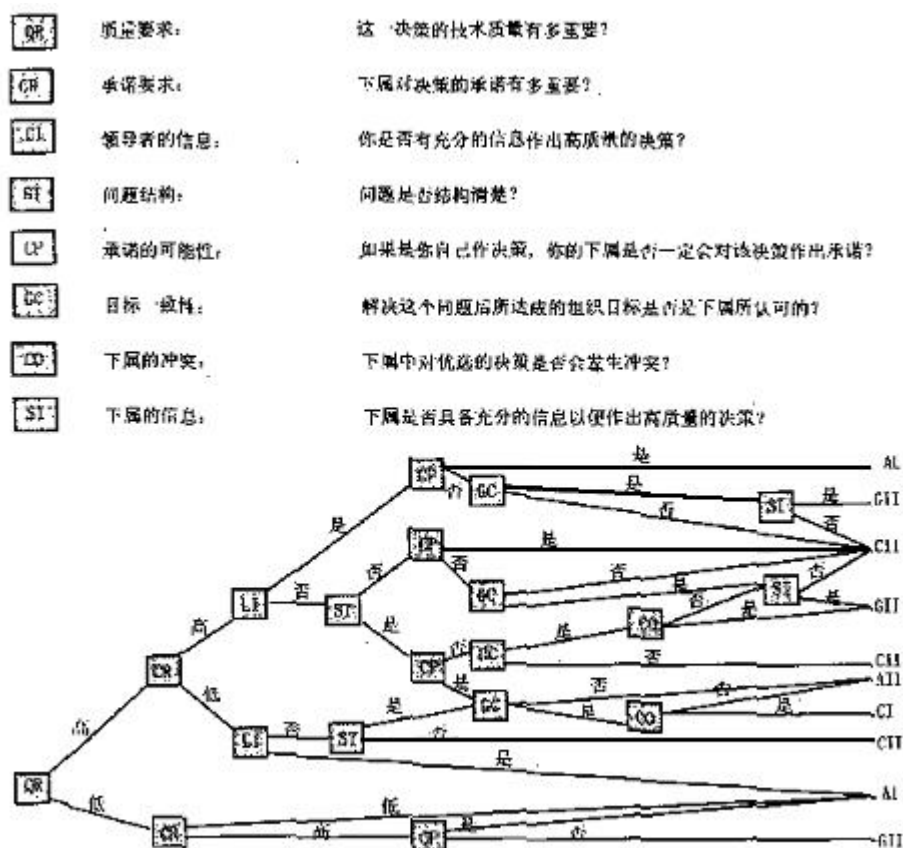 QR 质量要求： 这一决策的技术质量有多重要？
CR 承诺要求： 下属对决策的承诺有多重要？
LI 领导者的信息： 你是否有充分的信息作出高质量的决策？
ST 问题结构： 问题是否结构清楚？
CP 承诺的可能性： 如果是你自己作决策，你的下属是否一定会对该决策作出承诺？
GC 目标一致性： 解决这个问题后所达成的组织目标是否是下属所认可的？
CO 下属的冲突： 下属中对优选的决策是否会发生冲突？
SI 下属的信息： 下属是否具备充分的信息以便作出高质量的决策？
是 AI
CP
否 GC 是 SI 是 GII
是 否 否
CP 是 CII
否 否 否
LI 否 ST GC 是 SI
否 是 GII
高 是 CO 是
CP 否 GC 是
CR 否 CII
是 否 否 AII
低 是 GC 是 CO 是 CI
高 LI 否 ST 否 CII
是
QR AI
低 低
CR 高 CP 是 否 GII